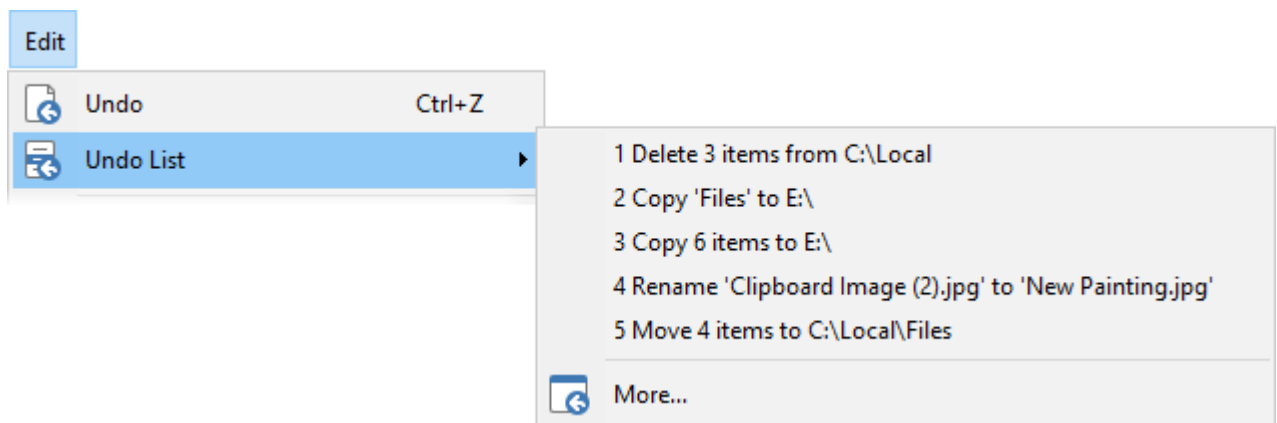 Edit
Undo Ctrl+Z
Undo List
1 Delete 3 items from C:\Local
2 Copy 'Files' to E:\
3 Copy 6 items to E:\
4 Rename 'Clipboard Image (2).jpg' to 'New Painting.jpg'
5 Move 4 items to C:\Local\Files
More...